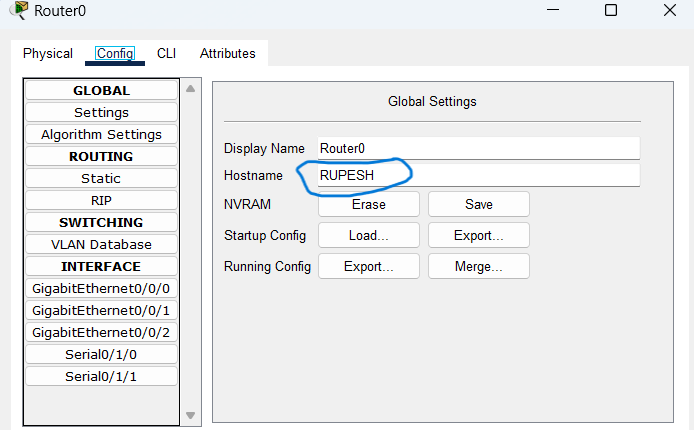 Router0
Physical Config CLI Attributes
GLOBAL
Settings
Algorithm Settings
ROUTING
Static
RIP
SWITCHING
VLAN Database
INTERFACE
GigabitEthernet0/0/0
GigabitEthernet0/0/1
GigabitEthernet0/0/2
Serial0/1/0
Serial0/1/1
Global Settings
Display Name Router0
Hostname RUPESH
NVRAM Erase Save
Startup Config Load... Export...
Running Config Export... Merge...